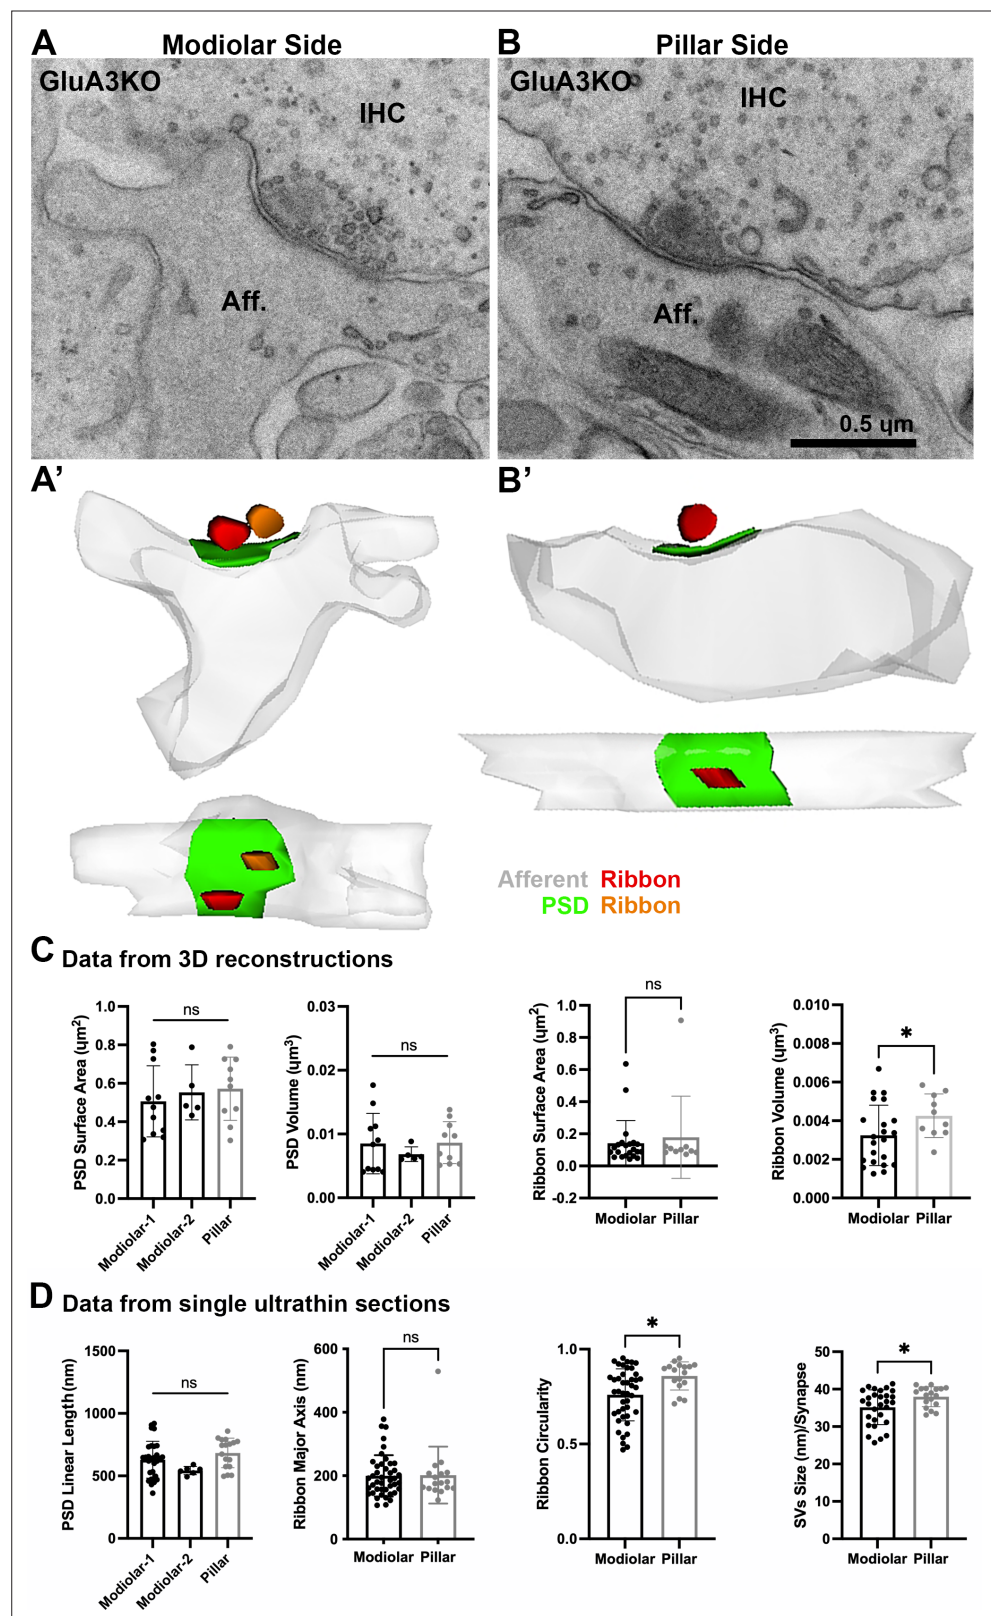 A Modiolar Side
B Pillar Side
GluA3KO
IHC
Aff.
GluA3KO
IHC
Aff.
0.5 µm
A’
B’
Afferent Ribbon
PSD Ribbon
C Data from 3D reconstructions
PSD Surface Area (µm²)
1.0
0.8
0.6
0.4
0.2
0.0
ns
Modiolar-1
Modiolar-2
Pillar
PSD Volume (µm³)
0.03
0.02
0.01
0.00
ns
Modiolar-1
Modiolar-2
Pillar
Ribbon Surface Area (µm²)
1.0
0.8
0.6
0.4
0.2
0.0
-0.2
ns
Modiolar Pillar
Ribbon Volume (µm³)
0.010
0.008
0.006
0.004
0.002
0.000
*
Modiolar Pillar
D Data from single ultrathin sections
PSD Linear Length (nm)
1500
1000
500
0
ns
Modiolar-1
Modiolar-2
Pillar
Ribbon Major Axis (nm)
600
400
200
0
ns
Modiolar Pillar
Ribbon Circularity
1.0
0.5
0.0
*
Modiolar Pillar
SVs Size (nm)/Synapse
50
40
30
20
10
0
*
Modiolar Pillar